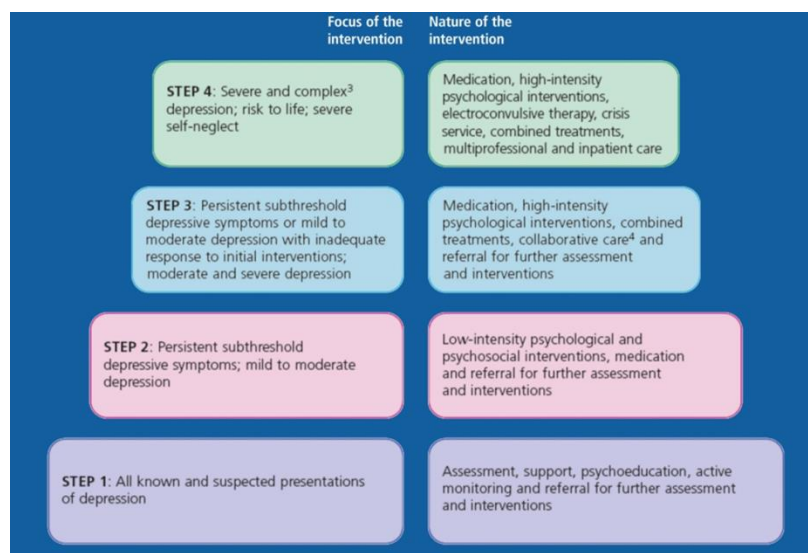 Focus of the
intervention
Nature of the
intervention
STEP 4: Severe and complex³
depression; risk to life; severe
self-neglect
Medication, high-intensity
psychological interventions,
electroconvulsive therapy, crisis
service, combined treatments,
multiprofessional and inpatient care
STEP 3: Persistent subthreshold
depressive symptoms or mild to
moderate depression with inadequate
response to initial interventions;
moderate and severe depression
Medication, high-intensity
psychological interventions, combined
treatments, collaborative care⁴ and
referral for further assessment
and interventions
STEP 2: Persistent subthreshold
depressive symptoms; mild to moderate
depression
Low-intensity psychological and
psychosocial interventions, medication
and referral for further assessment
and interventions
STEP 1: All known and suspected presentations
of depression
Assessment, support, psychoeducation, active
monitoring and referral for further assessment
and interventions